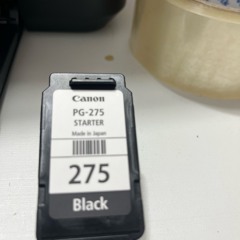 Canon
PG-275
STARTER
Made in Japan
275
Black